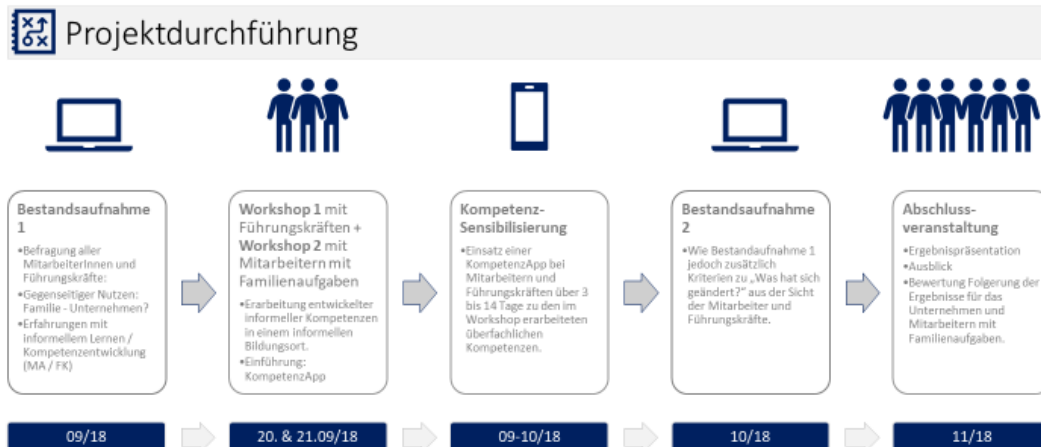 Projektdurchführung
Bestandsaufnahme
1
•Befragung aller
MitarbeiterInnen und
Führungskräfte:
•Gegenseitiger Nutzen:
Familie - Unternehmen?
•Erfahrungen mit
informellem Lernen /
Kompetenzentwicklung
(MA / FK)
Workshop 1 mit
Führungskräften +
Workshop 2 mit
Mitarbeitern mit
Familienaufgaben
•Erarbeitung entwickelter
informeller Kompetenzen
in einem informellen
Bildungsort.
•Einführung:
KompetenzApp
Kompetenz-
Sensibilisierung
•Einsatz einer
KompetenzApp bei
Mitarbeitern und
Führungskräften über 3
bis 14 Tage zu den im
Workshop erarbeiteten
überfachlichen
Kompetenzen.
Bestandsaufnahme
2
•Wie Bestandaufnahme 1
jedoch zusätzlich
Kriterien zu „Was hat sich
geändert?“ aus der Sicht
der Mitarbeiter und
Führungskräfte.
Abschluss-
veranstaltung
•Ergebnispräsentation
•Ausblick
•Bewertung Folgerung der
Ergebnisse für das
Unternehmen und
Mitarbeitern mit
Familienaufgaben.
09/18
20. & 21.09/18
09-10/18
10/18
11/18